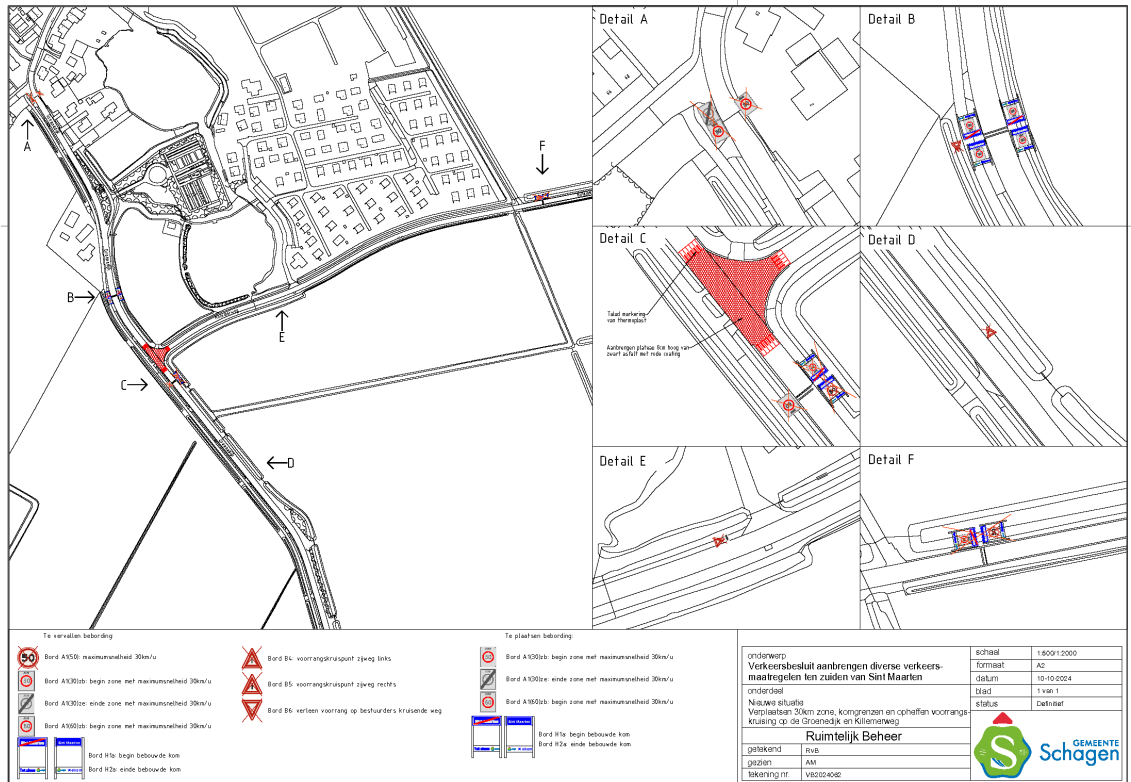 Detail A
Detail B
A
F
B
E
C
D
Detail C
Talud markering
van thermoplast
Aanbrengen plateau 8cm hoog van
zwart asfalt met rode coating
Detail D
Detail E
Detail F
Te vervallen bebording:
50
Bord A1(50): maximumsnelheid 30km/u
Bord A1(30)zb: begin zone met maximumsnelheid 30km/u
Bord A1(30)ze: einde zone met maximumsnelheid 30km/u
Bord A1(60)zb: begin zone met maximumsnelheid 30km/u
Sint Maarten
Bord H1a: begin bebouwde kom
Bord H2a: einde bebouwde kom
Bord B4: voorrangskruispunt zijweg links
Bord B5: voorrangskruispunt zijweg rechts
Bord B6: verleen voorrang op bestuurders kruisende weg
Te plaatsen bebording:
Bord A1(30)zb: begin zone met maximumsnelheid 30km/u
Bord A1(30)ze: einde zone met maximumsnelheid 30km/u
Bord A1(60)zb: begin zone met maximumsnelheid 30km/u
Sint Maarten
Bord H1a: begin bebouwde kom
Bord H2a: einde bebouwde kom
onderwerp
Verkeersbesluit aanbrengen diverse verkeers-
maatregelen ten zuiden van Sint Maarten
onderdeel
Nieuwe situatie
Verplaatsen 30km zone, komgrenzen en opheffen voorrangs-
kruising op de Groenedijk en Killemerweg
Ruimtelijk Beheer
getekend RvB
gezien AM
tekening nr. VB2024062
schaal 1:500/1:2000
formaat A2
datum 10-10-2024
blad 1 van 1
status Definitief
GEMEENTE
Schagen